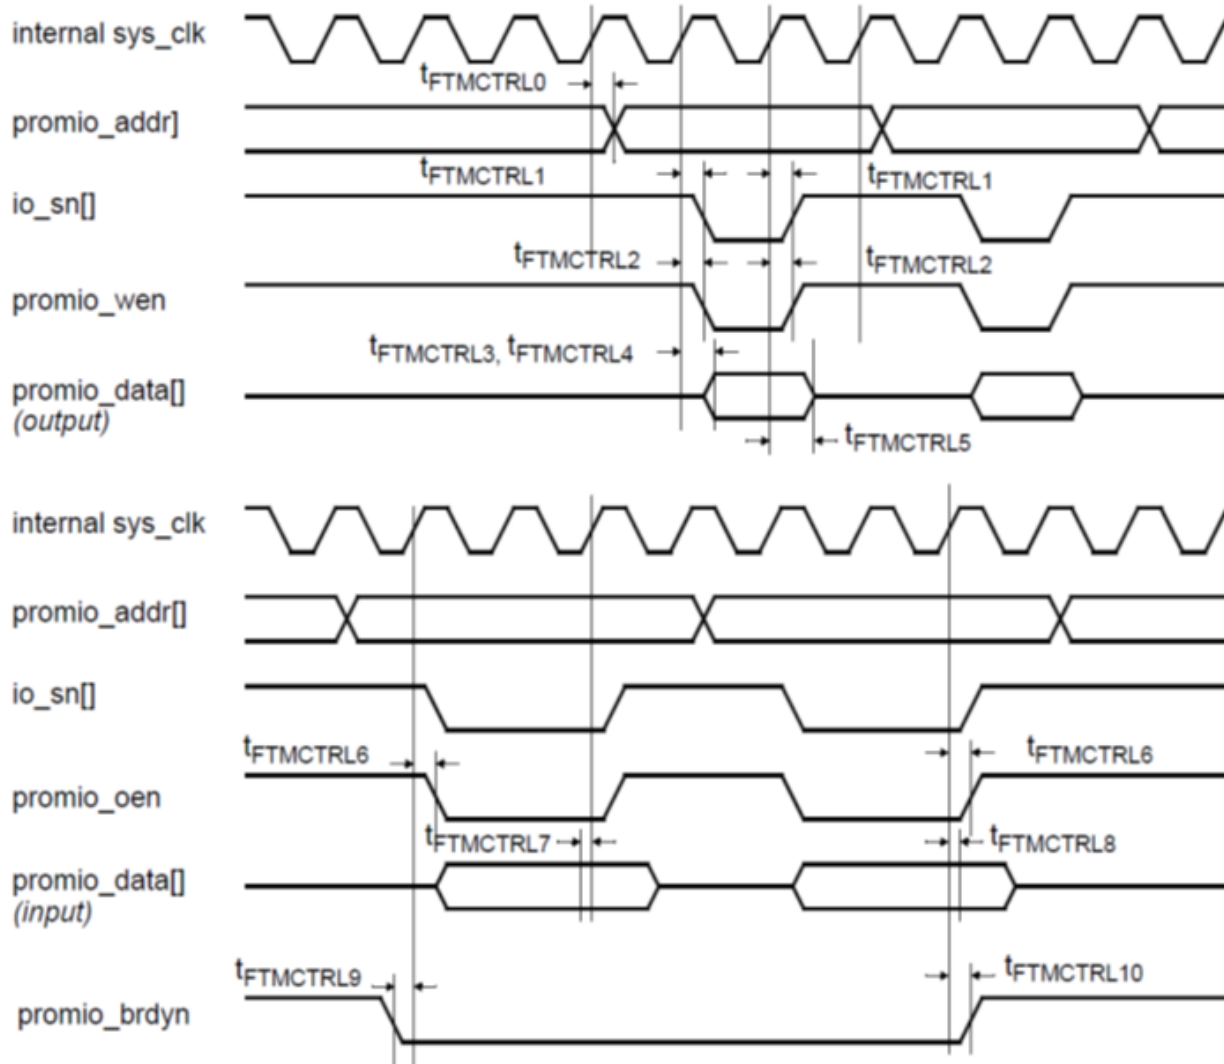 internal sys_clk
tFTMCTRL0
promio_addr]
tFTMCTRL1 tFTMCTRL1
io_sn[]
tFTMCTRL2 tFTMCTRL2
promio_wen
tFTMCTRL3, tFTMCTRL4
promio_data[]
(output)
tFTMCTRL5
internal sys_clk
promio_addr[]
io_sn[]
tFTMCTRL6 tFTMCTRL6
promio_oen
tFTMCTRL7 tFTMCTRL8
promio_data[]
(input)
tFTMCTRL9 tFTMCTRL10
promio_brdyn